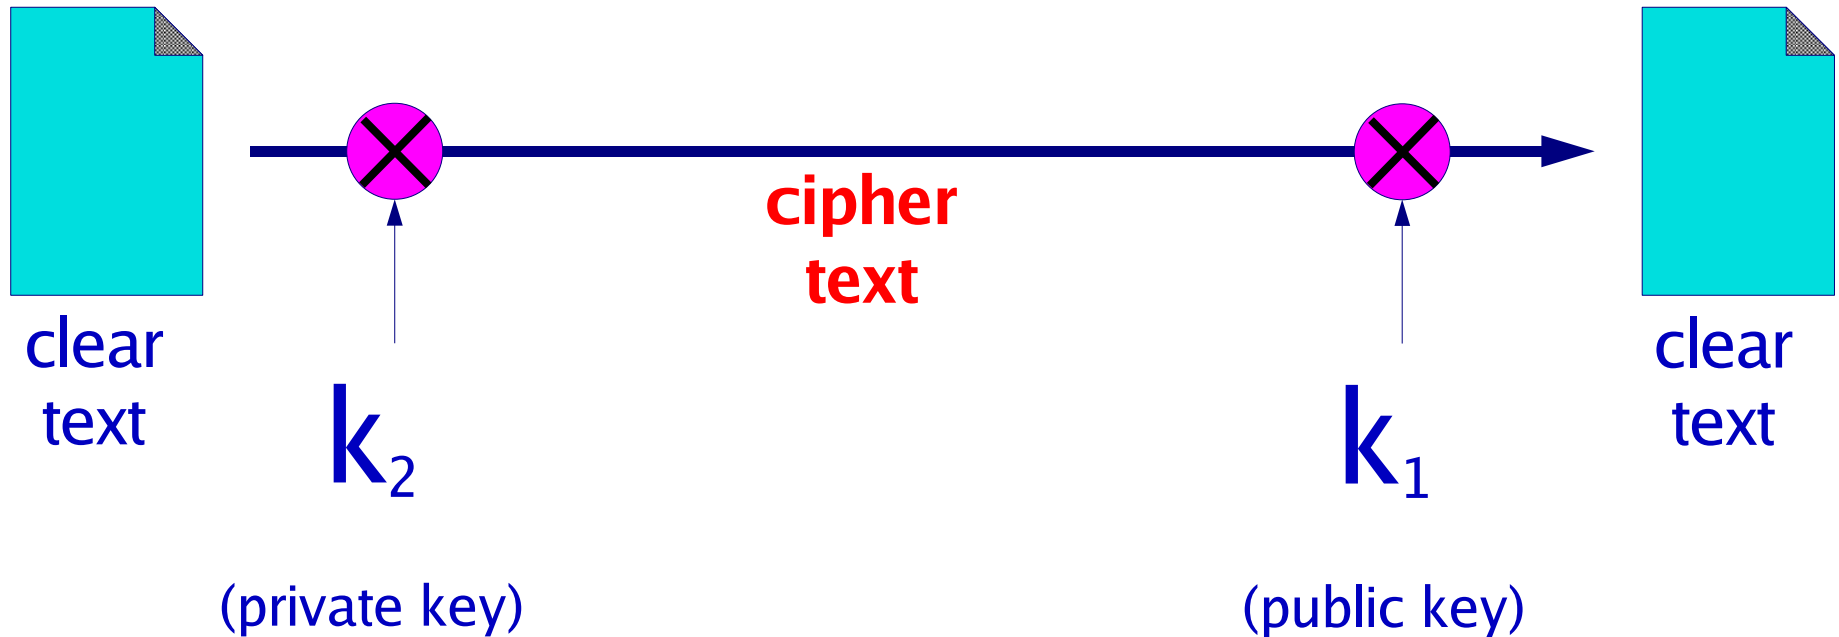 cipher
text
clear
text
clear
text
k2
k1
(private key)
(public key)